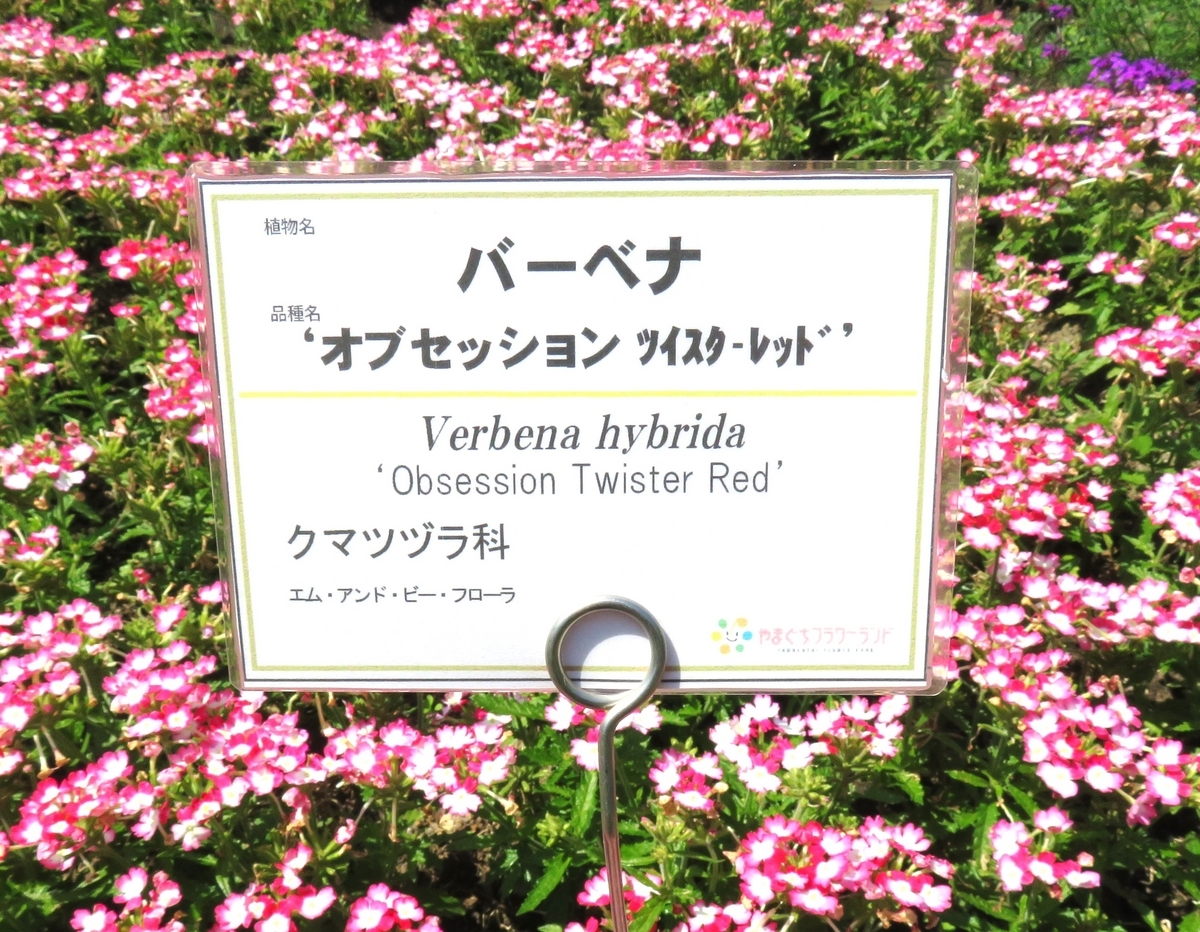 植物名
バーベナ
品種名
‘オブセッション ﾂｲｽﾀｰﾚｯﾄﾞ’
Verbena hybrida
‘Obsession Twister Red’
クマツヅラ科
エム・アンド・ビー・フローラ
やまぐちフラワーランド